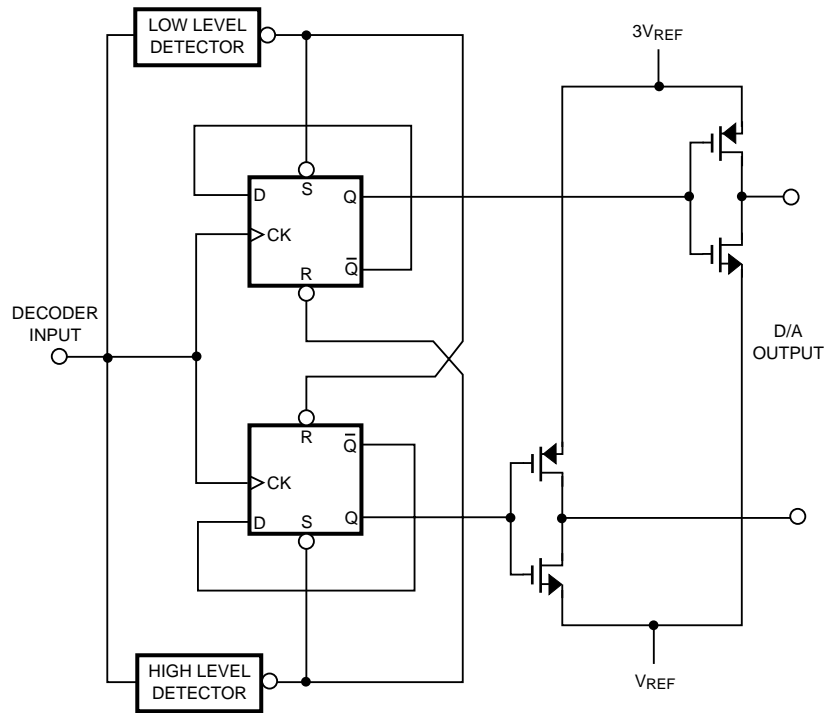 LOW LEVEL
DETECTOR
3VREF
D
S
Q
CK
Q̅
R
DECODER
INPUT
D/A
OUTPUT
R
Q̅
CK
D
S
Q
HIGH LEVEL
DETECTOR
VREF